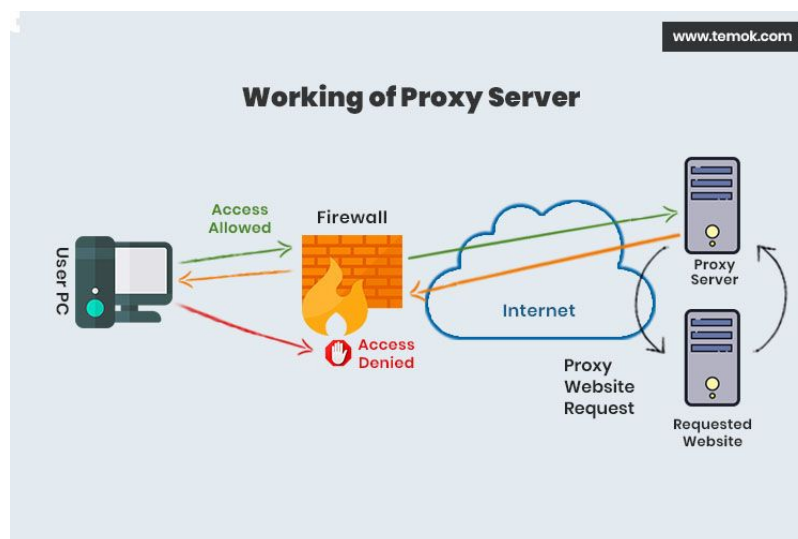 www.temok.com
Working of Proxy Server
Access
Allowed
Firewall
User PC
Internet
Access
Denied
Proxy
Server
Proxy
Website
Request
Requested
Website